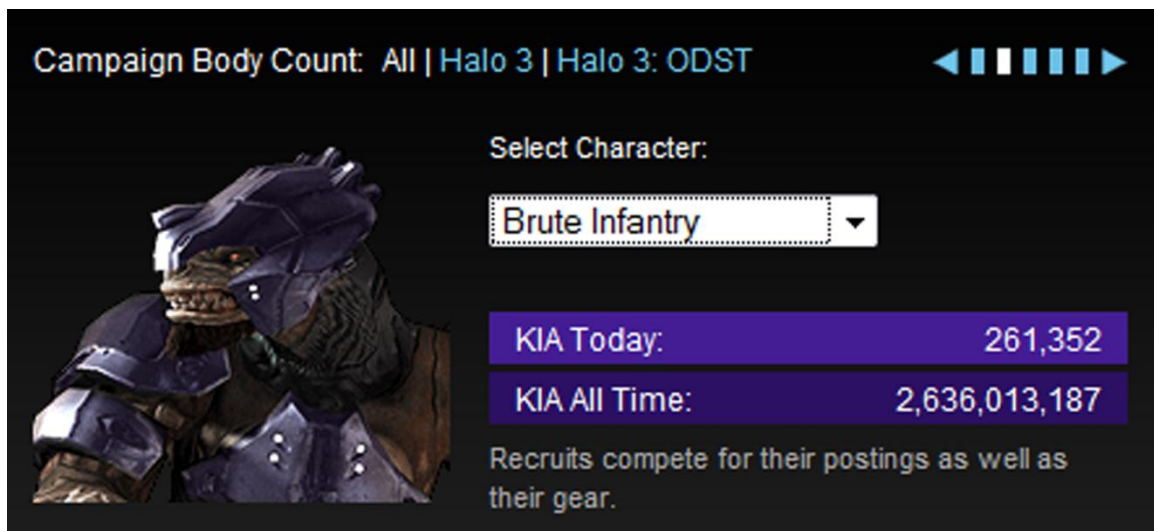 Campaign Body Count: All | Halo 3 | Halo 3: ODST
Select Character:
Brute Infantry
KIA Today: 261,352
KIA All Time: 2,636,013,187
Recruits compete for their postings as well as
their gear.